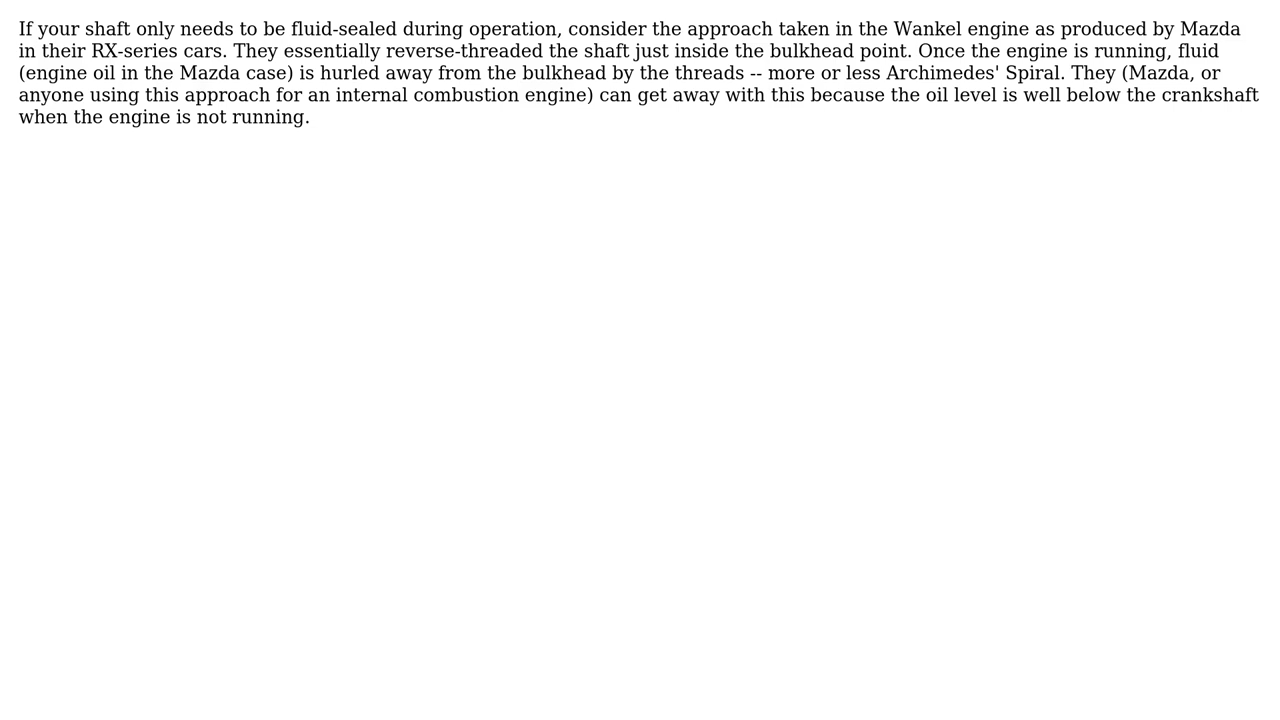 If your shaft only needs to be fluid-sealed during operation, consider the approach taken in the Wankel engine as produced by Mazda
in their RX-series cars. They essentially reverse-threaded the shaft just inside the bulkhead point. Once the engine is running, fluid
(engine oil in the Mazda case) is hurled away from the bulkhead by the threads -- more or less Archimedes' Spiral. They (Mazda, or
anyone using this approach for an internal combustion engine) can get away with this because the oil level is well below the crankshaft
when the engine is not running.